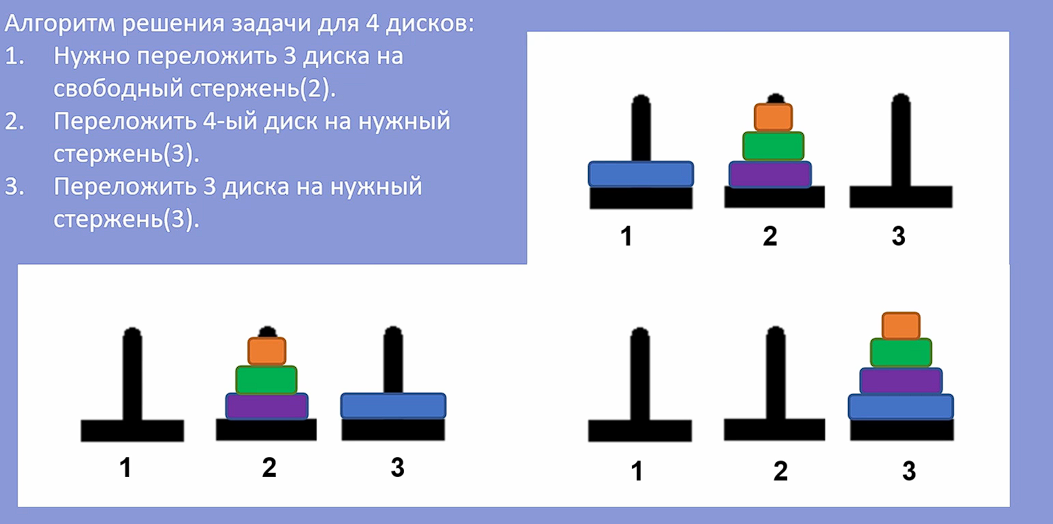 Алгоритм решения задачи для 4 дисков:
1. Нужно переложить 3 диска на
свободный стержень(2).
2. Переложить 4-ый диск на нужный
стержень(3).
3. Переложить 3 диска на нужный
стержень(3).
1 2 3
1 2 3
1 2 3